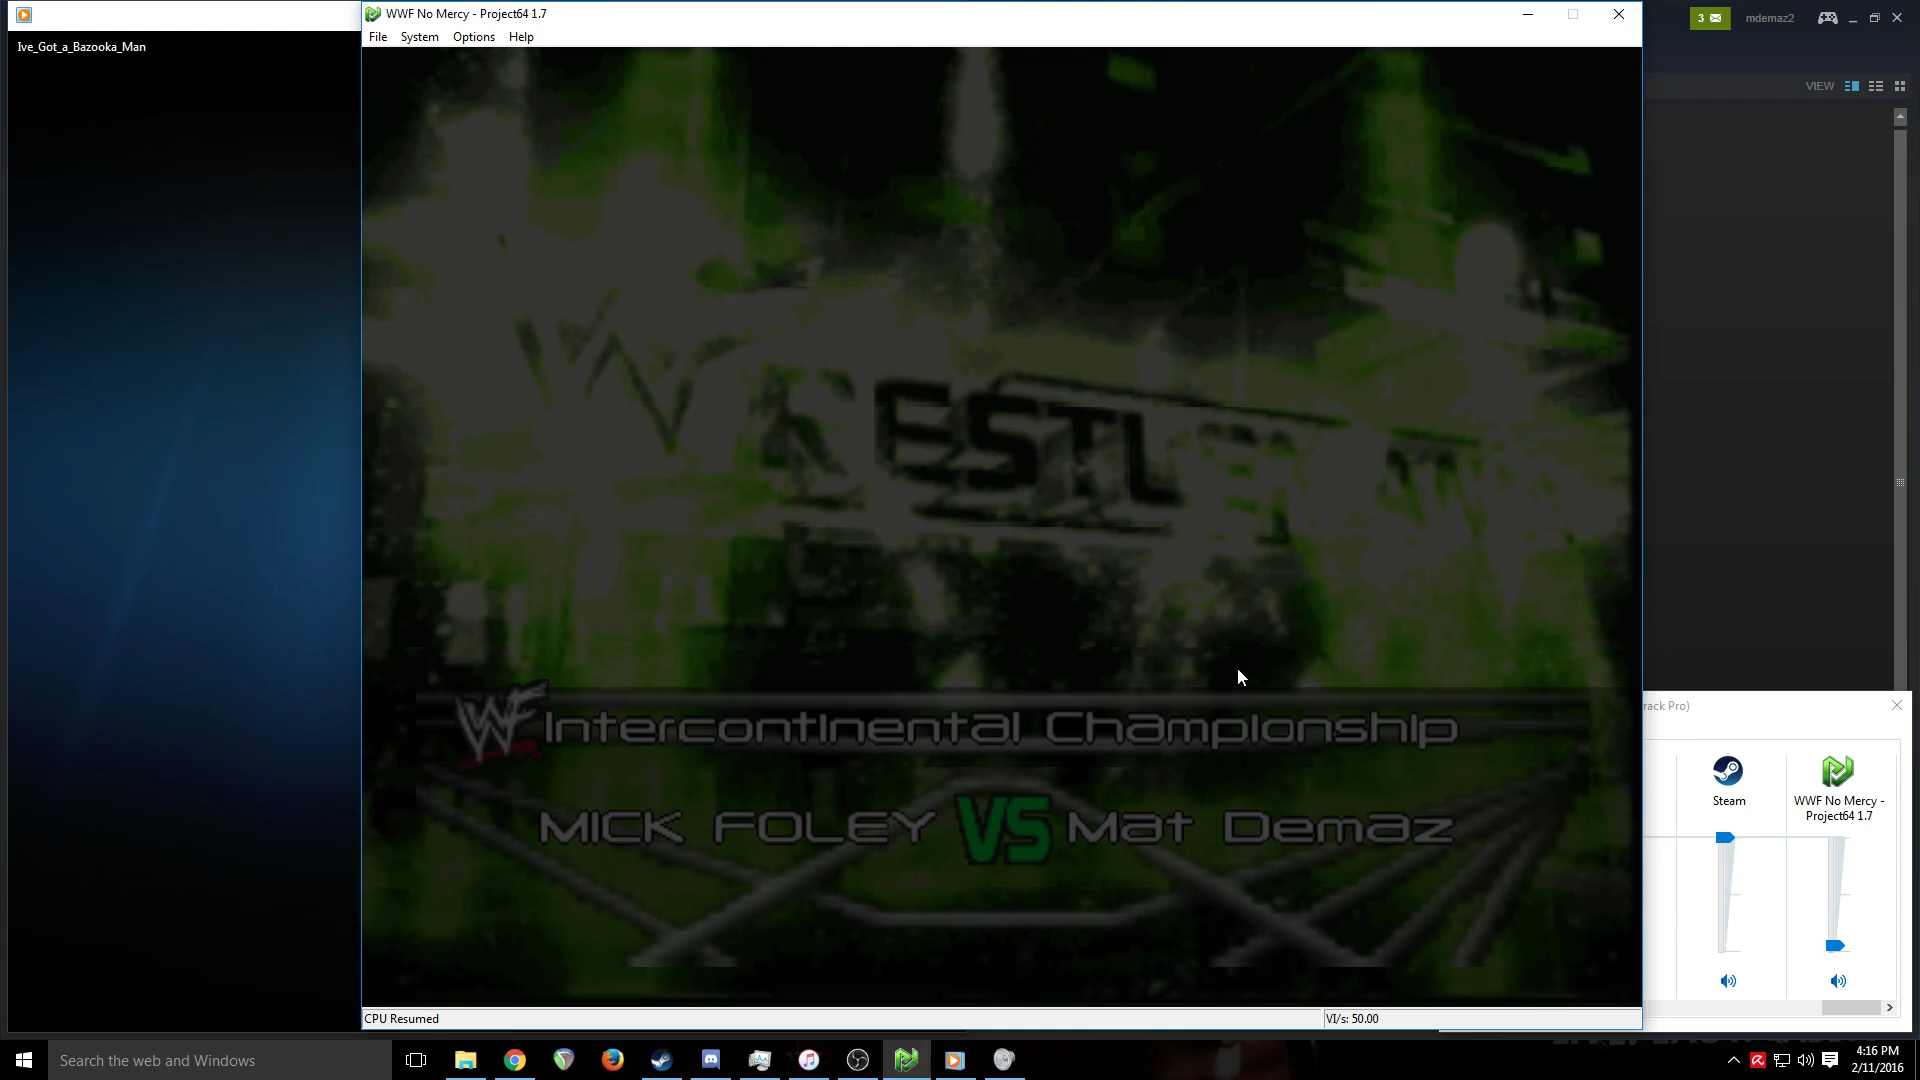 WWF No Mercy - Project64 1.7
3
mdemaz2
File System Options Help
Ive_Got_a_Bazooka_Man
VIEW
WRESTLEMANIA
WWF Intercontinental Championship
MICK FOLEY VS Mat Demaz
rack Pro)
Steam
WWF No Mercy -
Project64 1.7
CPU Resumed
VI/s: 50.00
Search the web and Windows
4:16 PM
2/11/2016